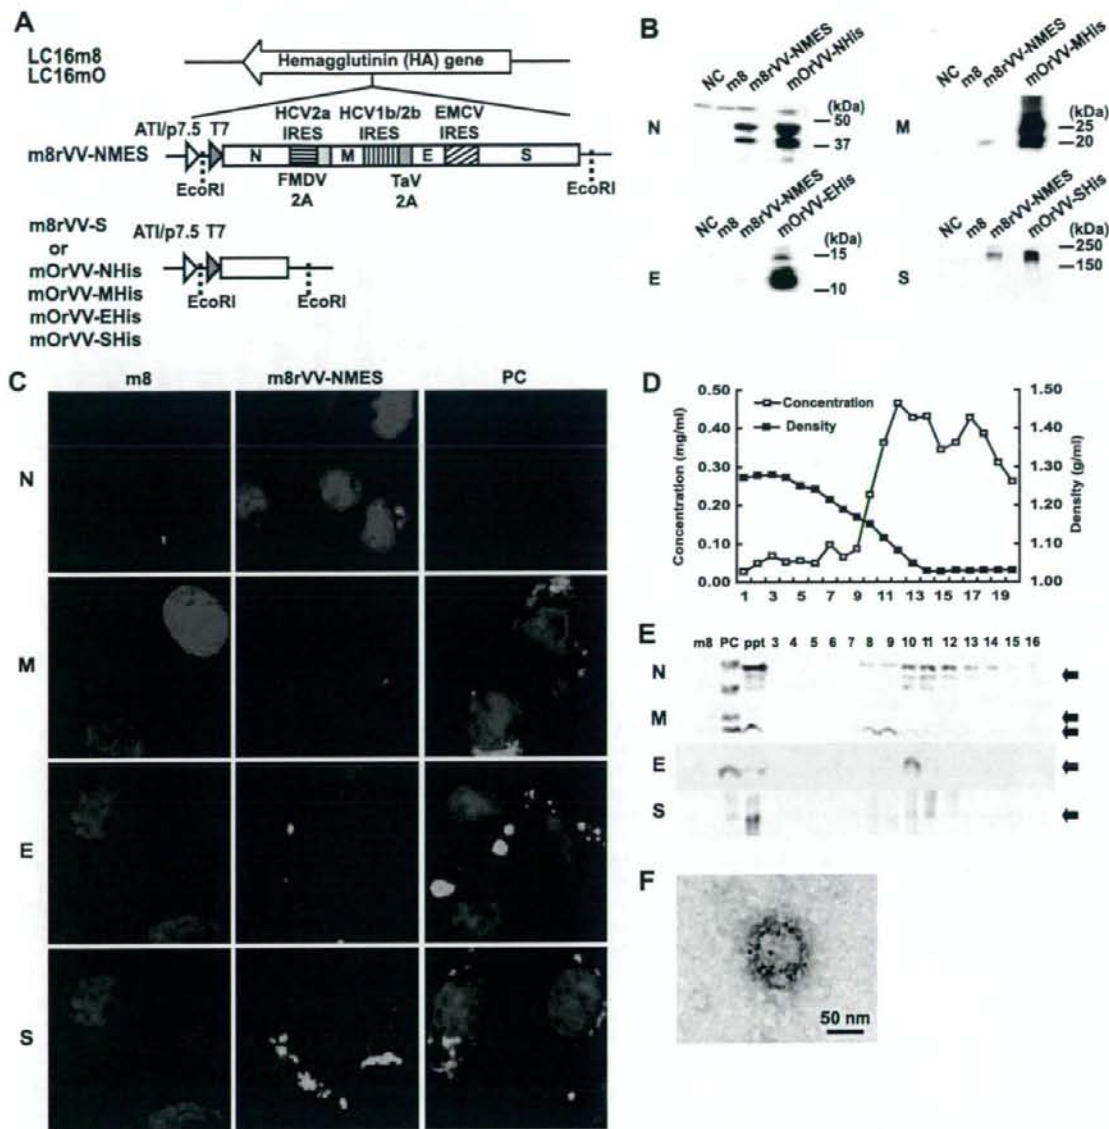 A
LC16m8
LC16mO
Hemagglutinin (HA) gene
HCV2a HCV1b/2b EMCV
IRES IRES IRES
ATI/p7.5 T7
m8rVV-NMES
N M E S
EcoRI EcoRI
FMDV TaV
2A 2A
m8rVV-S
or
mOrVV-NHis
mOrVV-MHis
mOrVV-EHis
mOrVV-SHis
ATI/p7.5 T7
EcoRI EcoRI
B
NC m8 m8rVV-NMES mOrVV-NHis
(kDa)
N
50
37
NC m8 m8rVV-NMES mOrVV-MHis
(kDa)
M
25
20
NC m8 m8rVV-NMES mOrVV-EHis
(kDa)
15
E
10
NC m8 m8rVV-NMES mOrVV-SHis
(kDa)
250
150
S
C
m8 m8rVV-NMES PC
N
M
E
S
D
Concentration
Density
Concentration (mg/ml)
0.50
0.40
0.30
0.20
0.10
0.00
Density (g/ml)
1.50
1.40
1.30
1.20
1.10
1.00
1 3 5 7 9 11 13 15 17 19
E
m8 PC ppt 3 4 5 6 7 8 9 10 11 12 13 14 15 16
N
M
E
S
F
50 nm